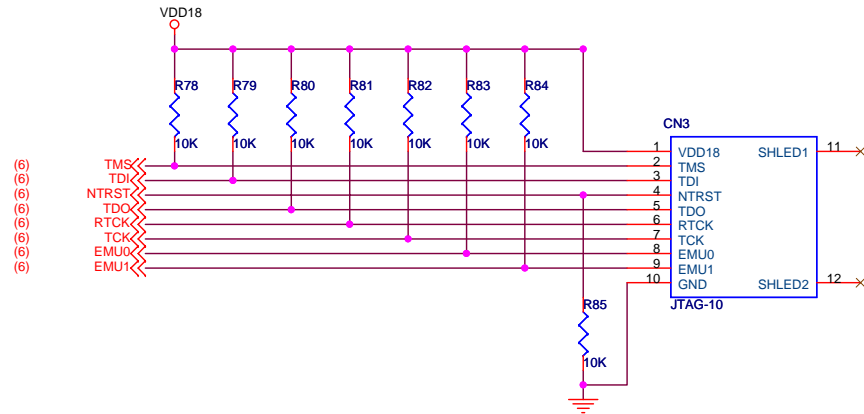 VDD18
R78 R79 R80 R81 R82 R83 R84
10K 10K 10K 10K 10K 10K 10K
CN3
(6) TMS
(6) TDI
(6) NTRST
(6) TDO
(6) RTCK
(6) TCK
(6) EMU0
(6) EMU1
1 VDD18 SHLED1 11
2 TMS
3 TDI
4 NTRST
5 TDO
6 RTCK
7 TCK
8 EMU0
9 EMU1
10 GND SHLED2 12
JTAG-10
R85
10K